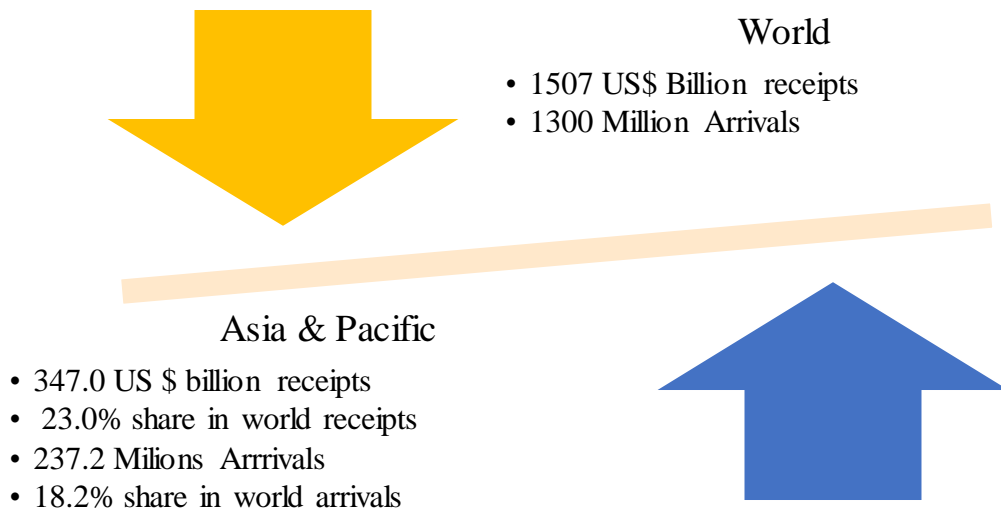 World
• 1507 US$ Billion receipts
• 1300 Million Arrivals
Asia & Pacific
• 347.0 US $ billion receipts
• 23.0% share in world receipts
• 237.2 Milions Arrrivals
• 18.2% share in world arrivals